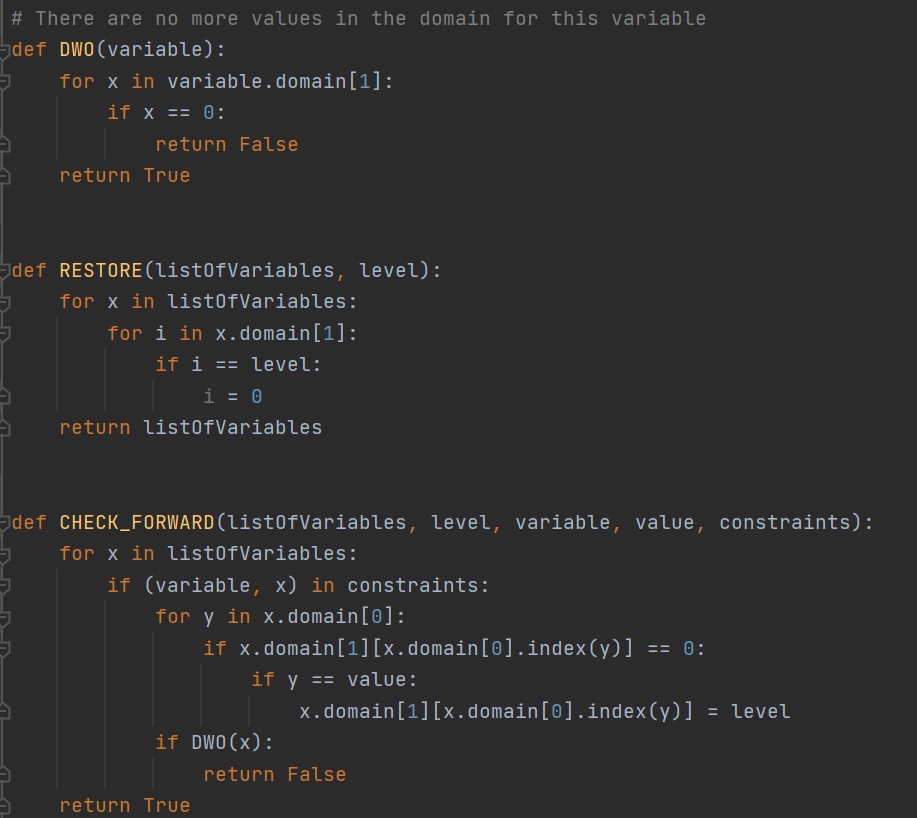 # There are no more values in the domain for this variable
def DWO(variable):
    for x in variable.domain[1]:
        if x == 0:
            return False
    return True
def RESTORE(listOfVariables, level):
    for x in listOfVariables:
        for i in x.domain[1]:
            if i == level:
                i = 0
    return listOfVariables
def CHECK_FORWARD(listOfVariables, level, variable, value, constraints):
    for x in listOfVariables:
        if (variable, x) in constraints:
            for y in x.domain[0]:
                if x.domain[1][x.domain[0].index(y)] == 0:
                    if y == value:
                        x.domain[1][x.domain[0].index(y)] = level
            if DWO(x):
                return False
    return True